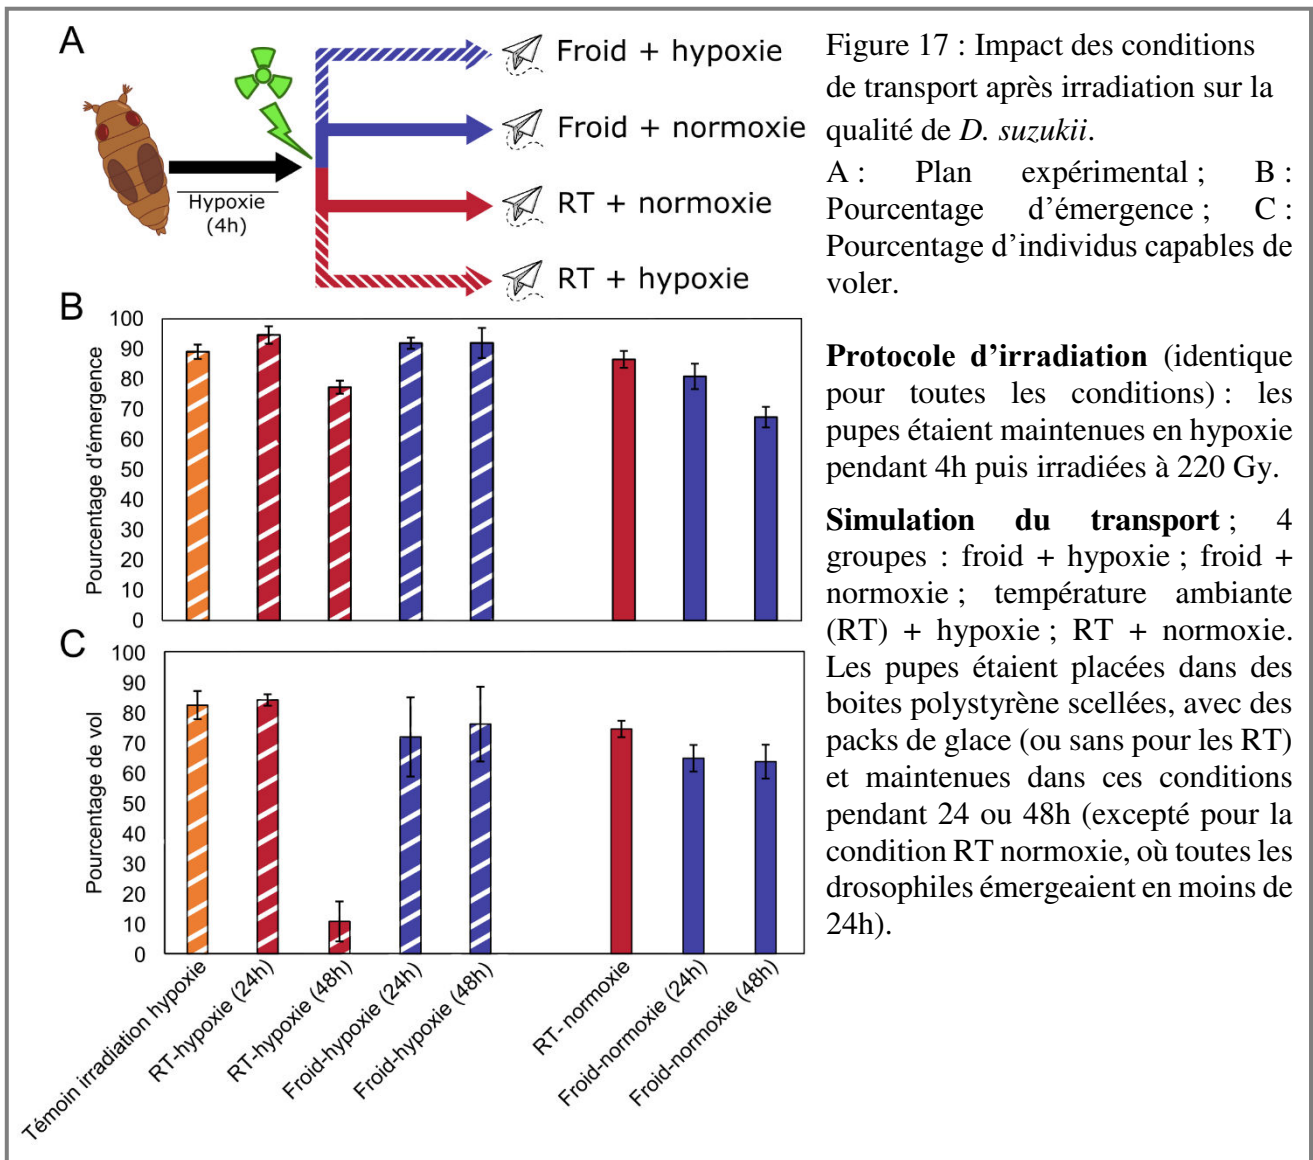 A
Hypoxie
(4h)
Froid + hypoxie
Froid + normoxie
RT + normoxie
RT + hypoxie
Figure 17 : Impact des conditions
de transport après irradiation sur la
qualité de D. suzukii.
A : Plan expérimental ; B :
Pourcentage d'émergence ; C :
Pourcentage d'individus capables de
voler.
Protocole d'irradiation (identique
pour toutes les conditions) : les
pupes étaient maintenues en hypoxie
pendant 4h puis irradiées à 220 Gy.
Simulation du transport ; 4
groupes : froid + hypoxie ; froid +
normoxie ; température ambiante
(RT) + hypoxie ; RT + normoxie.
Les pupes étaient placées dans des
boites polystyrène scellées, avec des
packs de glace (ou sans pour les RT)
et maintenues dans ces conditions
pendant 24 ou 48h (excepté pour la
condition RT normoxie, où toutes les
drosophiles émergeaient en moins de
24h).
B
Pourcentage d'émergence
100
90
80
70
60
50
40
30
20
10
0
C
Pourcentage de vol
100
90
80
70
60
50
40
30
20
10
0
Témoin irradiation hypoxie
RT-hypoxie (24h)
RT-hypoxie (48h)
Froid-hypoxie (24h)
Froid-hypoxie (48h)
RT- normoxie
Froid-normoxie (24h)
Froid-normoxie (48h)